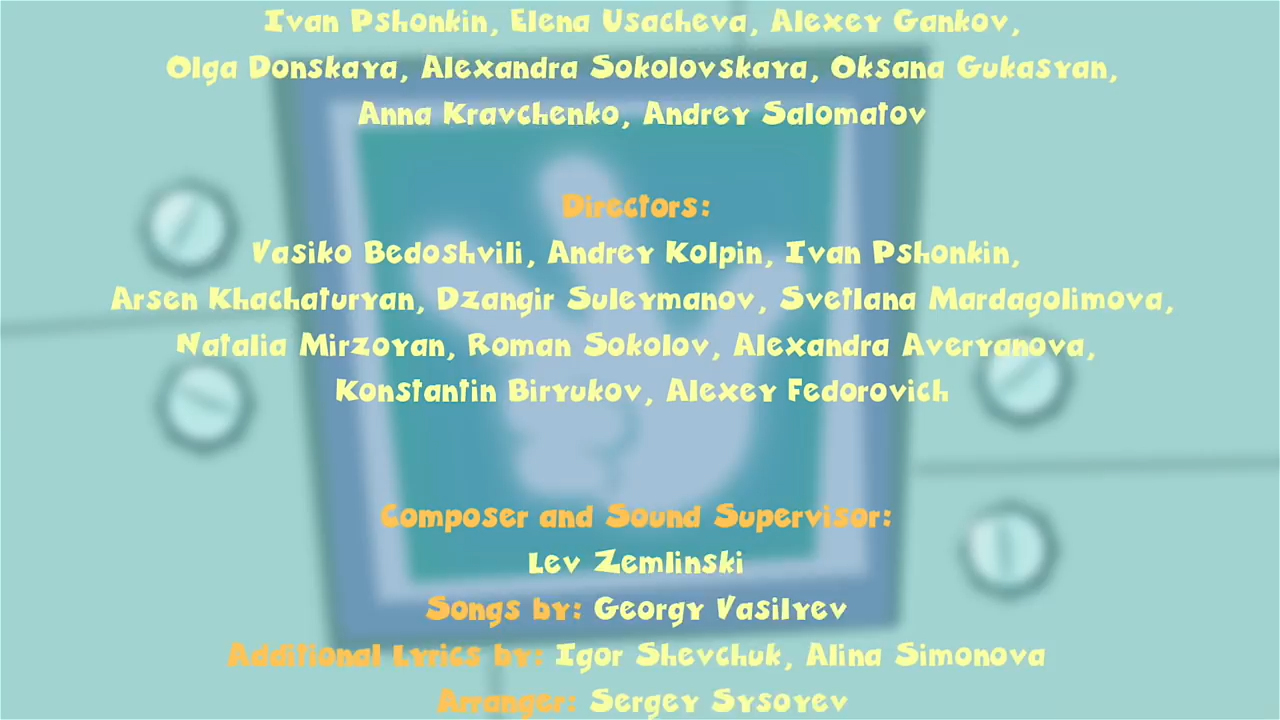 Ivan Pshonkin, Elena Usacheva, Alexey Gankov,
Olga Donskaya, Alexandra Sokolovskaya, Oksana Gukasyan,
Anna Kravchenko, Andrey Salomatov
Directors:
Vasiko Bedoshvili, Andrey Kolpin, Ivan Pshonkin,
Arsen Khachaturyan, Dzangir Suleymanov, Svetlana Mardagolimova,
Natalia Mirzoyan, Roman Sokolov, Alexandra Averyanova,
Konstantin Biryukov, Alexey Fedorovich
Composer and Sound Supervisor:
Lev Zemlinski
Songs by: Georgy Vasilyev
Additional Lyrics by: Igor Shevchuk, Alina Simonova
Arranger: Sergey Sysoyev